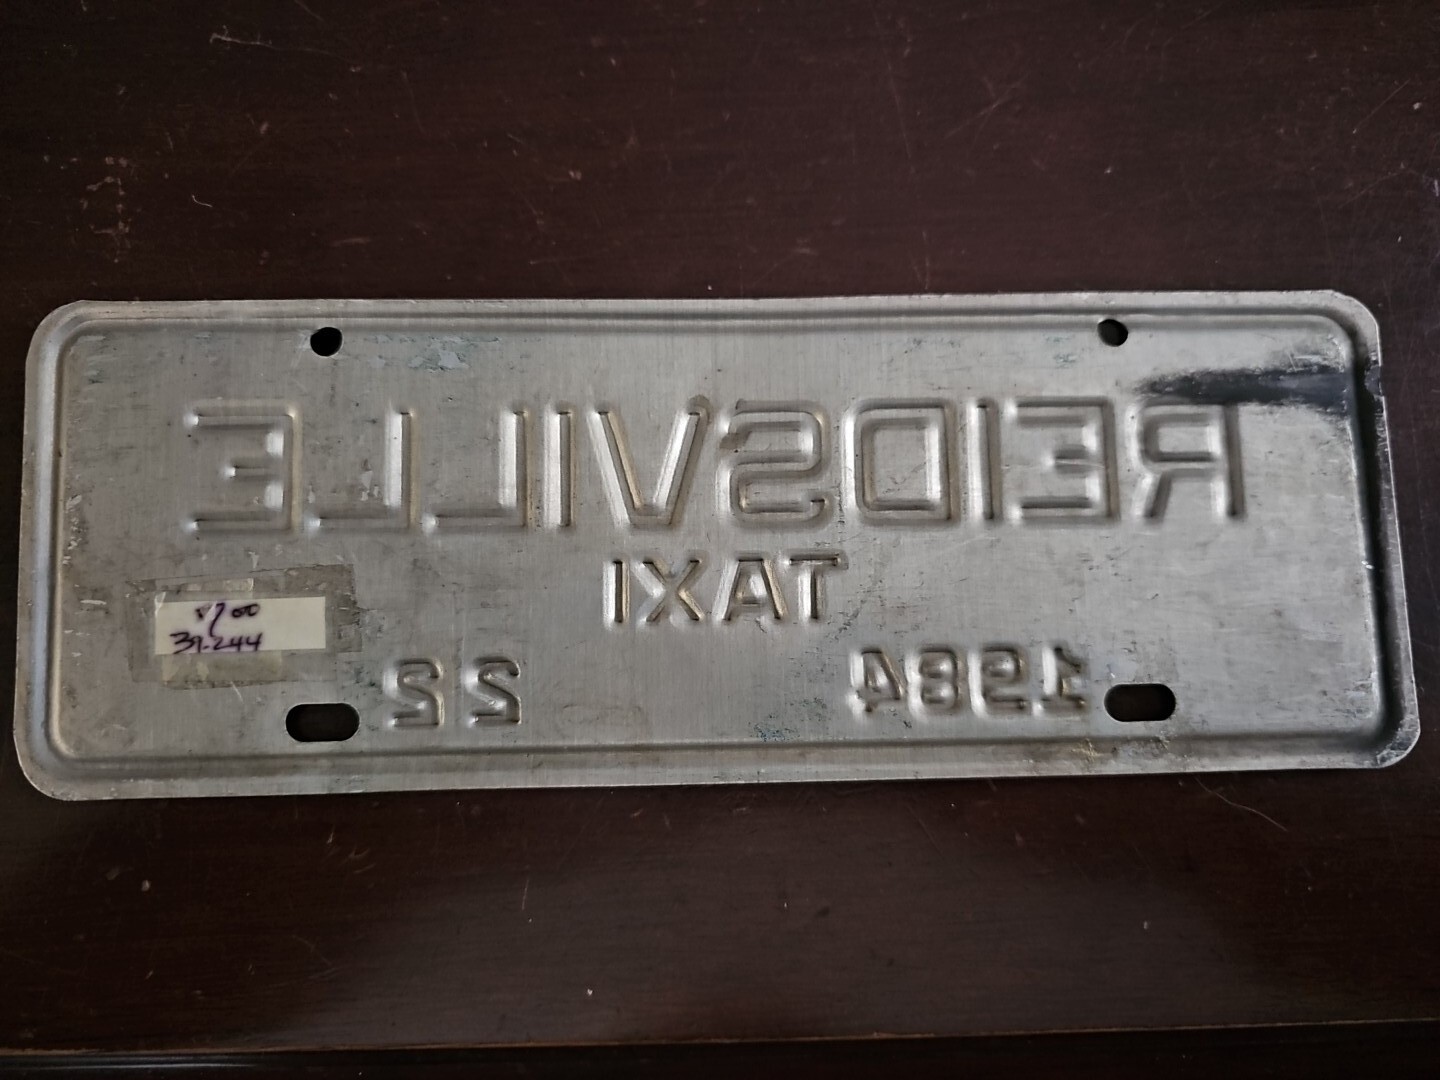 REIDSVILLE
TAXI
1984 22
39-244